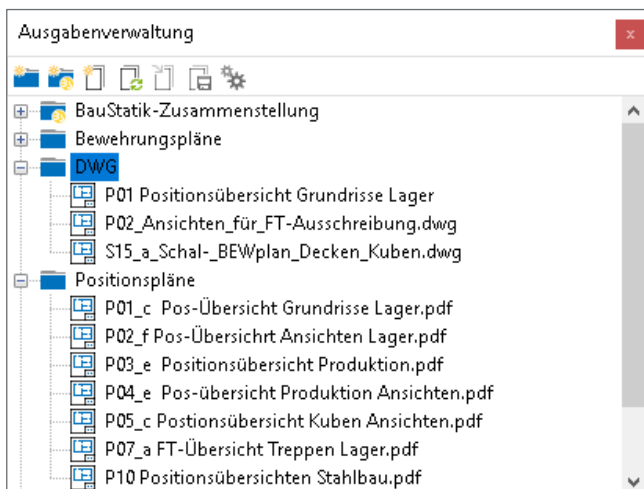 Ausgabenverwaltung
x
BauStatik-Zusammenstellung
Bewehrungspläne
DWG
P01 Positionsübersicht Grundrisse Lager
P02_Ansichten_für_FT-Ausschreibung.dwg
S15_a_Schal-_BEWplan_Decken_Kuben.dwg
Positionspläne
P01_c  Pos-Übersicht Grundrisse Lager.pdf
P02_f Pos-Übersichrt Ansichten Lager.pdf
P03_e  Positionsübersicht Produktion.pdf
P04_e  Pos-übersicht Produktion Ansichten.pdf
P05_c Postionsübersicht Kuben Ansichten.pdf
P07_a FT-Übersicht Treppen Lager.pdf
P10 Positionsübersichten Stahlbau.pdf